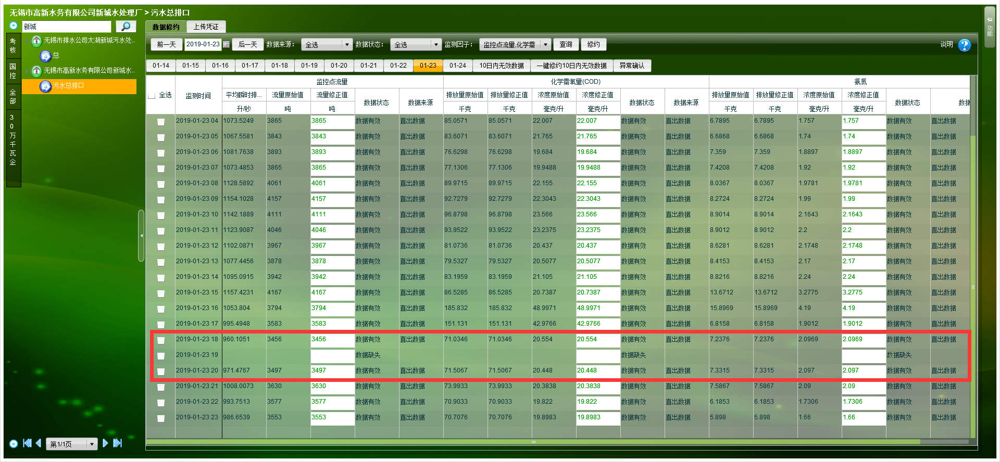 无锡市高新水务有限公司新城水处理厂 > 污水总排口
新城
考核
国控
全部
30万千瓦企
无锡市排水公司太湖新城污水处...
总
无锡市高新水务有限公司新城水...
污水总排口
第1/1页
功能
数据修约 上传凭证
前一天 2019-01-23 后一天 数据来源： 全选 数据状态： 全选 监测因子： 监控点流量,化学需 查询 修约 说明
01-14 01-15 01-16 01-17 01-18 01-19 01-20 01-21 01-22 01-23 01-24 10日内无效数据 一键修约10日内无效数据 异常确认
监控点流量 化学需氧量(COD) 氨氮
全选 监测时间 平均瞬时排... 流量原始值 流量修正值 数据状态 数据来源 排放量原始值 排放量修正值 浓度原始值 浓度修正值 数据状态 数据来源 排放量原始值 排放量修正值 浓度原始值 浓度修正值 数据状态 数据
升/秒 吨 吨 千克 千克 毫克/升 毫克/升 千克 千克 毫克/升 毫克/升
2019-01-23 04 1073.5249 3865 3865 数据有效 直出数据 85.0571 85.0571 22.007 22.007 数据有效 直出数据 6.7895 6.7895 1.757 1.757 数据有效 直出数据
2019-01-23 05 1067.5581 3843 3843 数据有效 直出数据 83.6071 83.6071 21.765 21.765 数据有效 直出数据 6.6868 6.6868 1.74 1.74 数据有效 直出数据
2019-01-23 06 1081.7638 3893 3893 数据有效 直出数据 76.6298 76.6298 19.684 19.684 数据有效 直出数据 7.359 7.359 1.8897 1.8897 数据有效 直出数据
2019-01-23 07 1073.4853 3865 3865 数据有效 直出数据 77.1306 77.1306 19.9488 19.9488 数据有效 直出数据 7.4208 7.4208 1.92 1.92 数据有效 直出数据
2019-01-23 08 1128.5892 4061 4061 数据有效 直出数据 89.9715 89.9715 22.155 22.155 数据有效 直出数据 8.0367 8.0367 1.9781 1.9781 数据有效 直出数据
2019-01-23 09 1154.1028 4157 4157 数据有效 直出数据 92.7279 92.7279 22.3043 22.3043 数据有效 直出数据 8.2724 8.2724 1.99 1.99 数据有效 直出数据
2019-01-23 10 1142.1889 4111 4111 数据有效 直出数据 96.8798 96.8798 23.566 23.566 数据有效 直出数据 8.9014 8.9014 2.1643 2.1643 数据有效 直出数据
2019-01-23 11 1123.9087 4046 4046 数据有效 直出数据 93.9522 93.9522 23.2375 23.2375 数据有效 直出数据 8.9012 8.9012 2.2 2.2 数据有效 直出数据
2019-01-23 12 1102.0871 3967 3967 数据有效 直出数据 81.0736 81.0736 20.437 20.437 数据有效 直出数据 8.6281 8.6281 2.1748 2.1748 数据有效 直出数据
2019-01-23 13 1077.4456 3878 3878 数据有效 直出数据 79.5327 79.5327 20.5077 20.5077 数据有效 直出数据 8.4153 8.4153 2.17 2.17 数据有效 直出数据
2019-01-23 14 1095.0915 3942 3942 数据有效 直出数据 83.1959 83.1959 21.105 21.105 数据有效 直出数据 8.8216 8.8216 2.24 2.24 数据有效 直出数据
2019-01-23 15 1157.4231 4167 4167 数据有效 直出数据 86.5285 86.5285 20.7387 20.7387 数据有效 直出数据 13.6712 13.6712 3.2775 3.2775 数据有效 直出数据
2019-01-23 16 1053.804 3794 3794 数据有效 直出数据 185.832 185.832 48.9971 48.9971 数据有效 直出数据 15.8969 15.8969 4.19 4.19 数据有效 直出数据
2019-01-23 17 995.4948 3583 3583 数据有效 直出数据 151.131 151.131 42.9766 42.9766 数据有效 直出数据 6.8158 6.8158 1.9012 1.9012 数据有效 直出数据
2019-01-23 18 960.1051 3456 3456 数据有效 直出数据 71.0346 71.0346 20.554 20.554 数据有效 直出数据 7.2376 7.2376 2.0969 2.0969 数据有效 直出数据
2019-01-23 19 数据缺失 数据缺失 数据缺失
2019-01-23 20 971.4767 3497 3497 数据有效 直出数据 71.5067 71.5067 20.448 20.448 数据有效 直出数据 7.3315 7.3315 2.097 2.097 数据有效 直出数据
2019-01-23 21 1008.0073 3630 3630 数据有效 直出数据 73.9933 73.9933 20.3838 20.3838 数据有效 直出数据 7.5867 7.5867 2.09 2.09 数据有效 直出数据
2019-01-23 22 993.7513 3577 3577 数据有效 直出数据 70.9033 70.9033 19.822 19.822 数据有效 直出数据 6.1853 6.1853 1.7306 1.7306 数据有效 直出数据
2019-01-23 23 986.6539 3553 3553 数据有效 直出数据 70.7076 70.7076 19.8983 19.8983 数据有效 直出数据 5.898 5.898 1.66 1.66 数据有效 直出数据